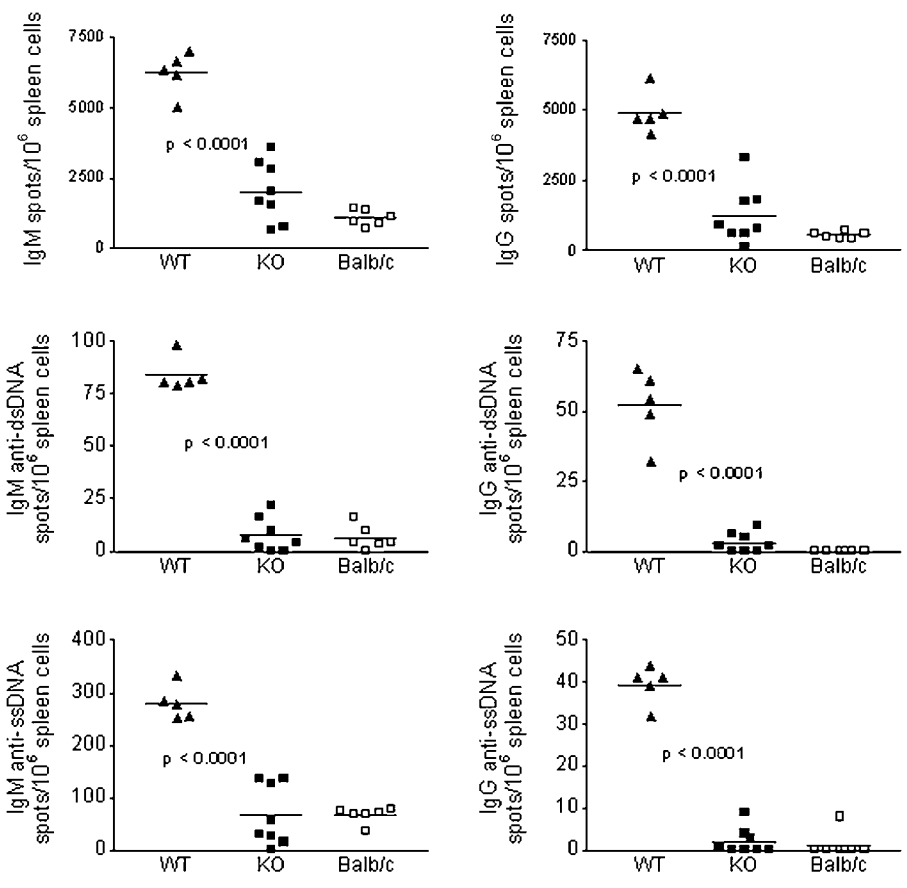 IgM spots/10⁶ spleen cells
7500
5000
2500
0
p < 0.0001
WT KO Balb/c
IgG spots/10⁶ spleen cells
7500
5000
2500
0
p < 0.0001
WT KO Balb/c
IgM anti-dsDNA
spots/10⁶ spleen cells
100
75
50
25
0
p < 0.0001
WT KO Balb/c
IgG anti-dsDNA
spots/10⁶ spleen cells
75
50
25
0
p < 0.0001
WT KO Balb/c
IgM anti-ssDNA
spots/10⁶ spleen cells
400
300
200
100
0
p < 0.0001
WT KO Balb/c
IgG anti-ssDNA
spots/10⁶ spleen cells
50
40
30
20
10
0
p < 0.0001
WT KO Balb/c